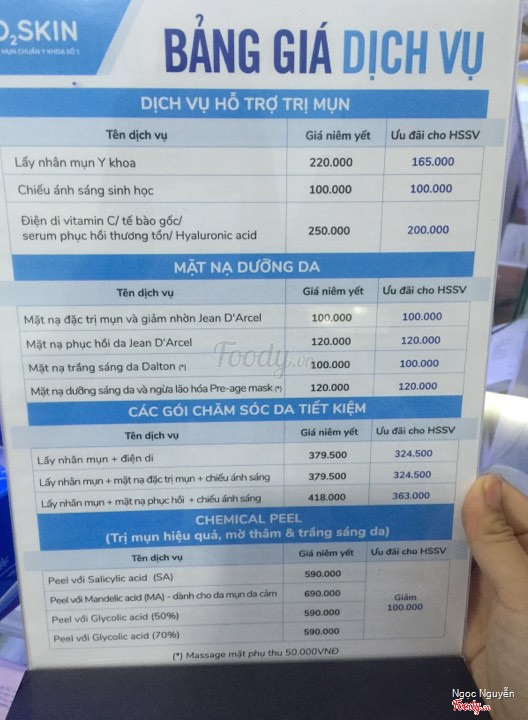 O₂SKIN
MỤN CHUẨN Y KHOA SỐ 1
BẢNG GIÁ DỊCH VỤ
DỊCH VỤ HỖ TRỢ TRỊ MỤN
Tên dịch vụ Giá niêm yết Ưu đãi cho HSSV
Lấy nhân mụn Y khoa 220.000 165.000
Chiếu ánh sáng sinh học 100.000 100.000
Điện di vitamin C/ tế bào gốc/
serum phục hồi thương tổn/ Hyaluronic acid 250.000 200.000
MẶT NẠ DƯỠNG DA
Tên dịch vụ Giá niêm yết Ưu đãi cho HSSV
Mặt nạ đặc trị mụn và giảm nhờn Jean D'Arcel 100.000 100.000
Mặt nạ phục hồi da Jean D'Arcel 120.000 120.000
Foody.vn
Mặt nạ trắng sáng da Dalton (*) 100.000 100.000
Mặt nạ dưỡng sáng da và ngừa lão hóa Pre-age mask (*) 120.000 120.000
CÁC GÓI CHĂM SÓC DA TIẾT KIỆM
Tên dịch vụ Giá niêm yết Ưu đãi cho HSSV
Lấy nhân mụn + điện di 379.500 324.500
Lấy nhân mụn + mặt nạ đặc trị mụn + chiếu ánh sáng 379.500 324.500
Lấy nhân mụn + mặt nạ phục hồi + chiếu ánh sáng 418.000 363.000
CHEMICAL PEEL
(Trị mụn hiệu quả, mờ thâm & trắng sáng da)
Tên dịch vụ Giá niêm yết Ưu đãi cho HSSV
Peel với Salicylic acid (SA) 590.000
Peel với Mandelic acid (MA) - dành cho da mụn da cảm 690.000
Giảm
100.000
Peel với Glycolic acid (50%) 590.000
Peel với Glycolic acid (70%) 590.000
(*) Massage mặt phụ thu 50.000VNĐ
Ngọc Nguyễn
Foody.vn